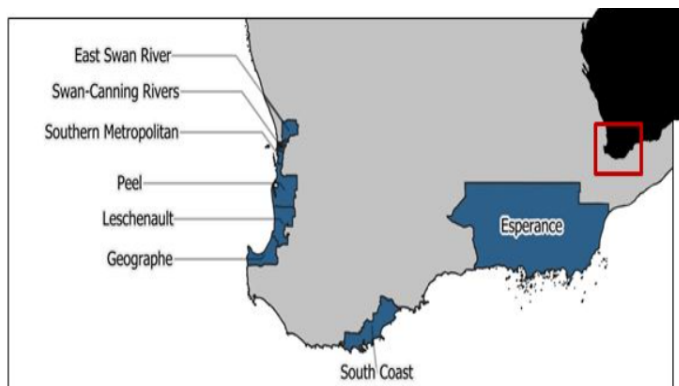 East Swan River
Swan-Canning Rivers
Southern Metropolitan
Peel
Leschenault
Geographe
Esperance
South Coast